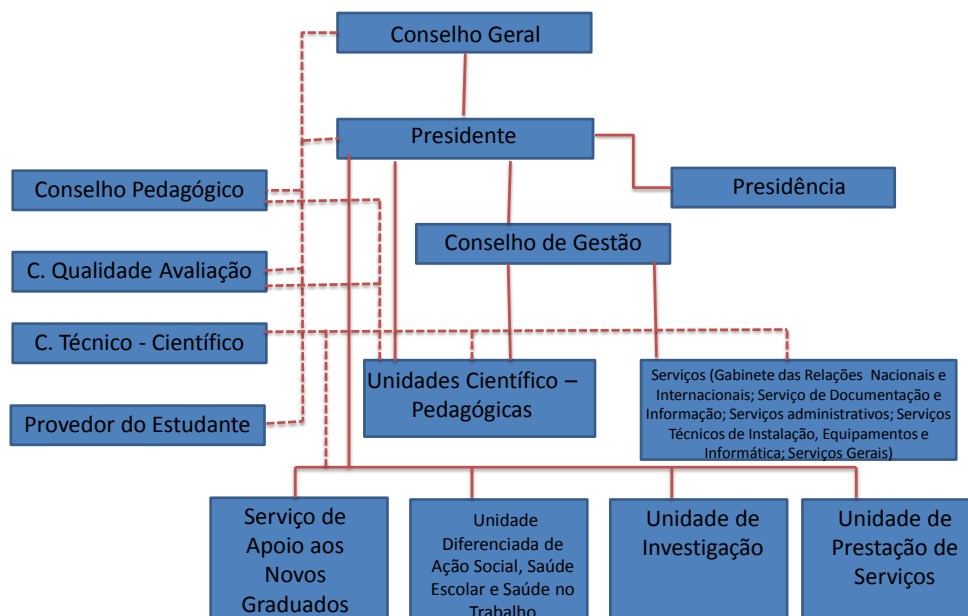 Conselho Geral
Presidente
Conselho Pedagógico
Presidência
Conselho de Gestão
C. Qualidade Avaliação
C. Técnico - Científico
Unidades Científico –
Pedagógicas
Serviços (Gabinete das Relações Nacionais e
Internacionais; Serviço de Documentação e
Informação; Serviços administrativos; Serviços
Técnicos de Instalação, Equipamentos e
Informática; Serviços Gerais)
Provedor do Estudante
Serviço de
Apoio aos
Novos
Graduados
Unidade
Diferenciada de
Ação Social, Saúde
Escolar e Saúde no
Trabalho
Unidade de
Investigação
Unidade de
Prestação de
Serviços